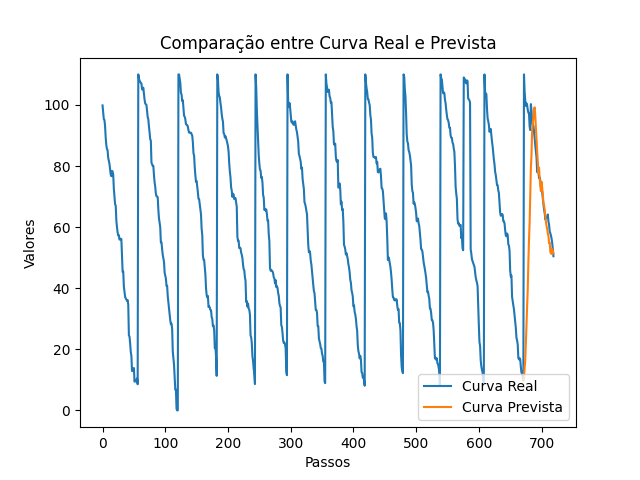 Comparação entre Curva Real e Prevista
Valores
100
80
60
40
20
0
0 100 200 300 400 500 600 700
Passos
Curva Real
Curva Prevista